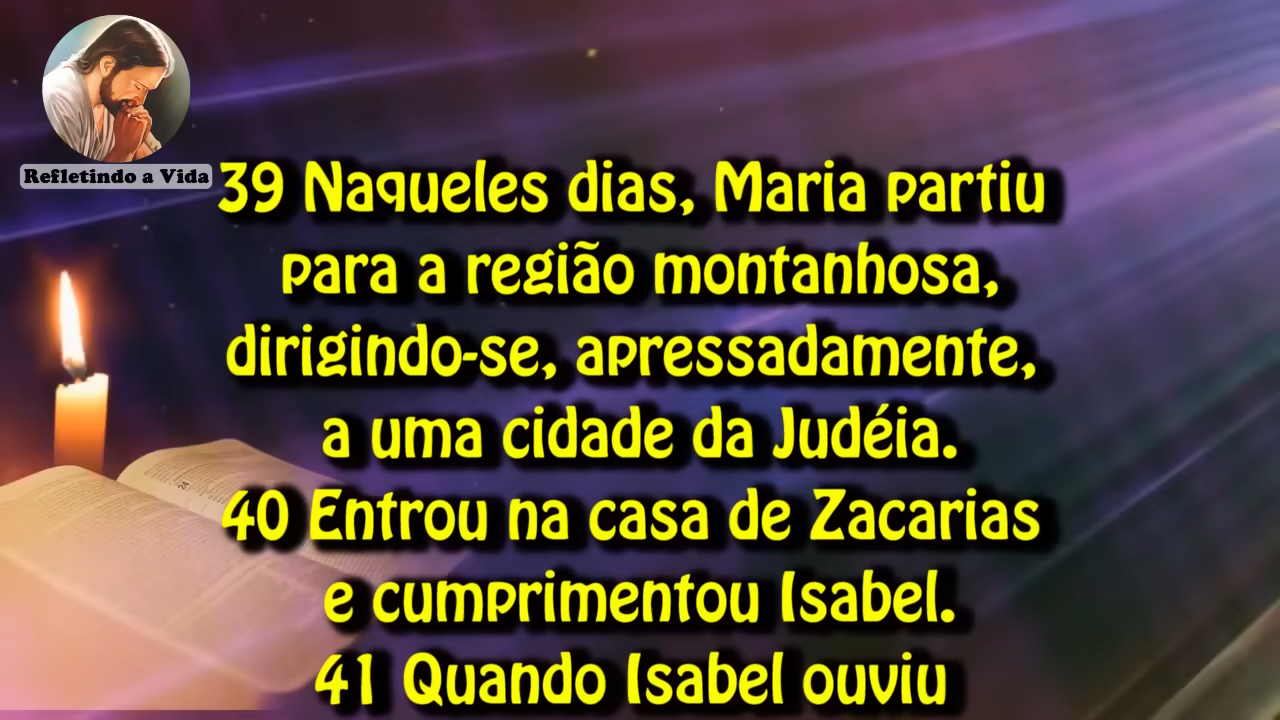 Refletindo a Vida
39 Naqueles dias, Maria partiu
para a região montanhosa,
dirigindo-se, apressadamente,
a uma cidade da Judéia.
40 Entrou na casa de Zacarias
e cumprimentou Isabel.
41 Quando Isabel ouviu